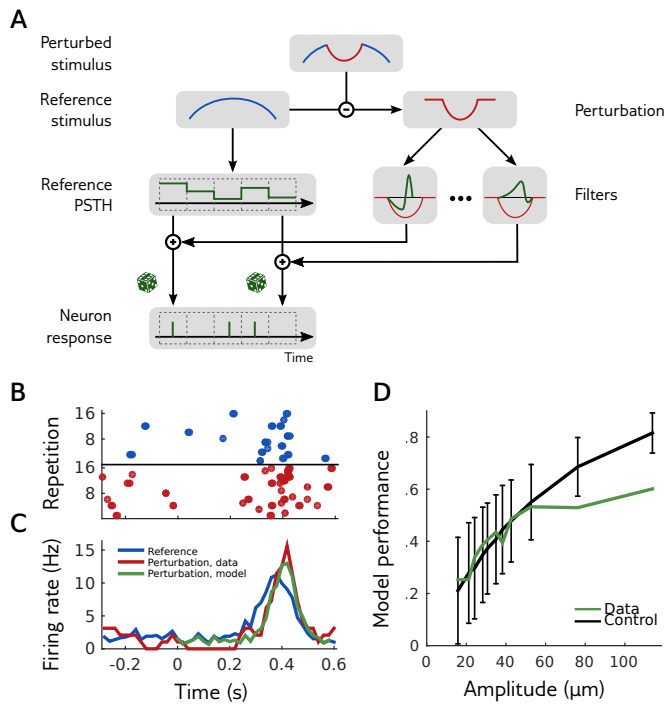 A
Perturbed
stimulus
Reference
stimulus
Perturbation
Reference
PSTH
Filters
Neuron
response
Time
B
Repetition
16
8
16
8
C
Firing rate (Hz)
15
10
5
0
Reference
Perturbation, data
Perturbation, model
-0.2 0 0.2 0.4 0.6
Time (s)
D
Model performance
.8
.6
.4
.2
0
Data
Control
0 20 40 60 80 100
Amplitude (μm)